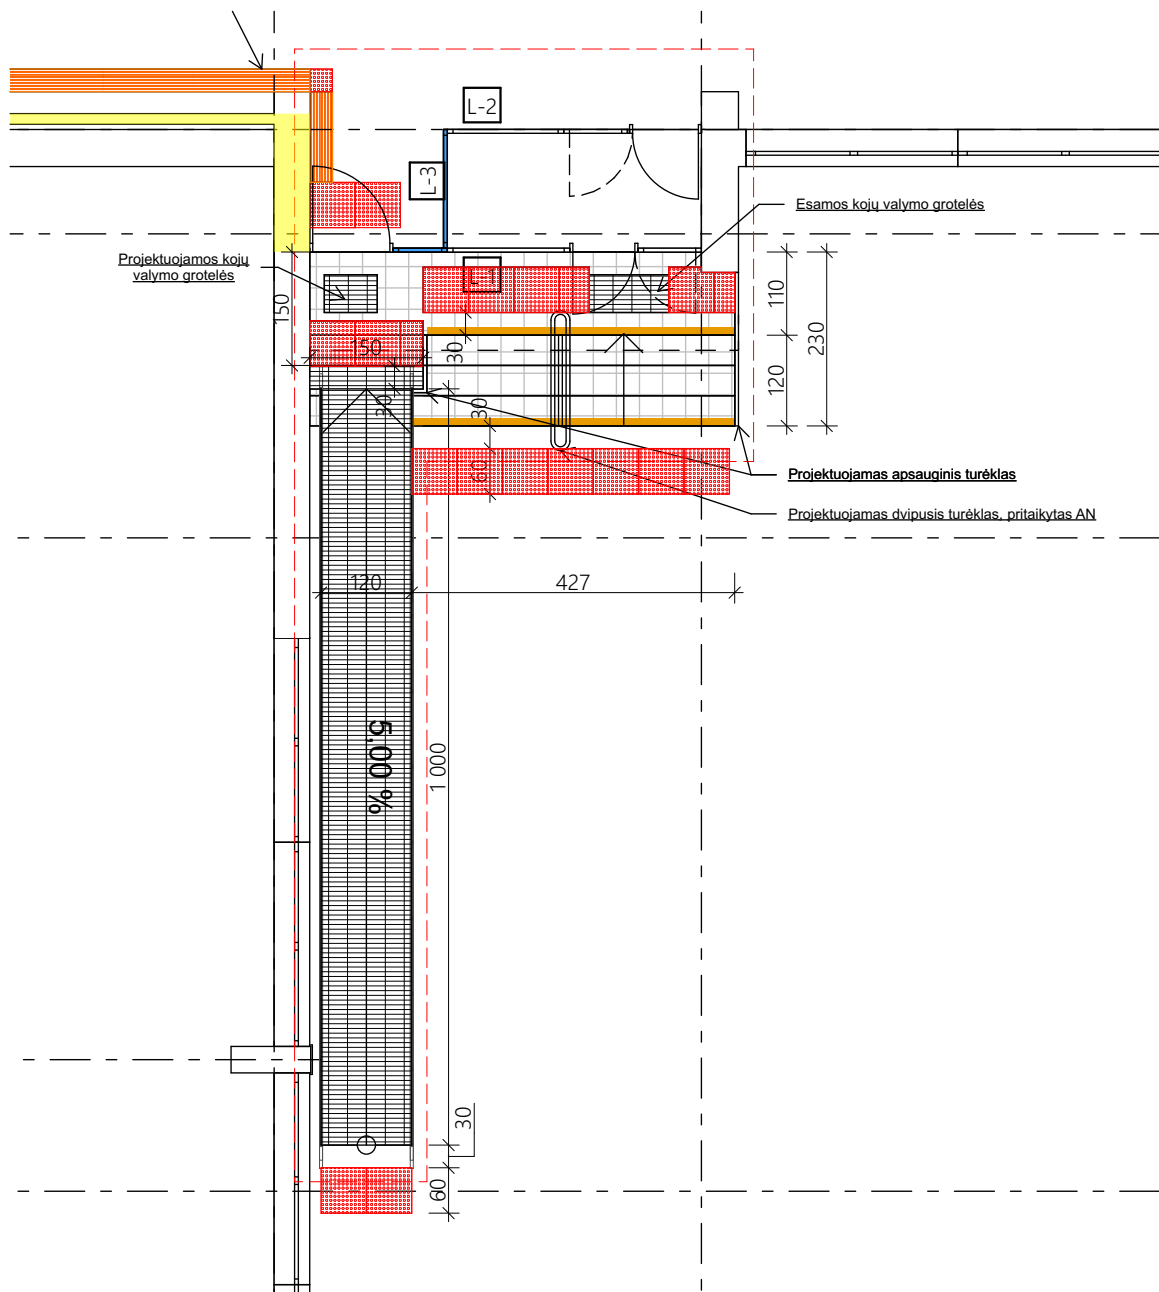 L-2
L-3
Esamos kojų valymo grotelės
Projektuojamos kojų
valymo grotelės
L-1
150
110
230
150
30
120
30
30
60
Projektuojamas apsauginis turėklas
Projektuojamas dvipusis turėklas, pritaikytas AN
120
427
5,00 %
1 000
30
60